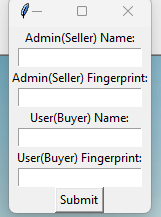 Admin(Seller) Name:
Admin(Seller) Fingerprint:
User(Buyer) Name:
User(Buyer) Fingerprint:
Submit